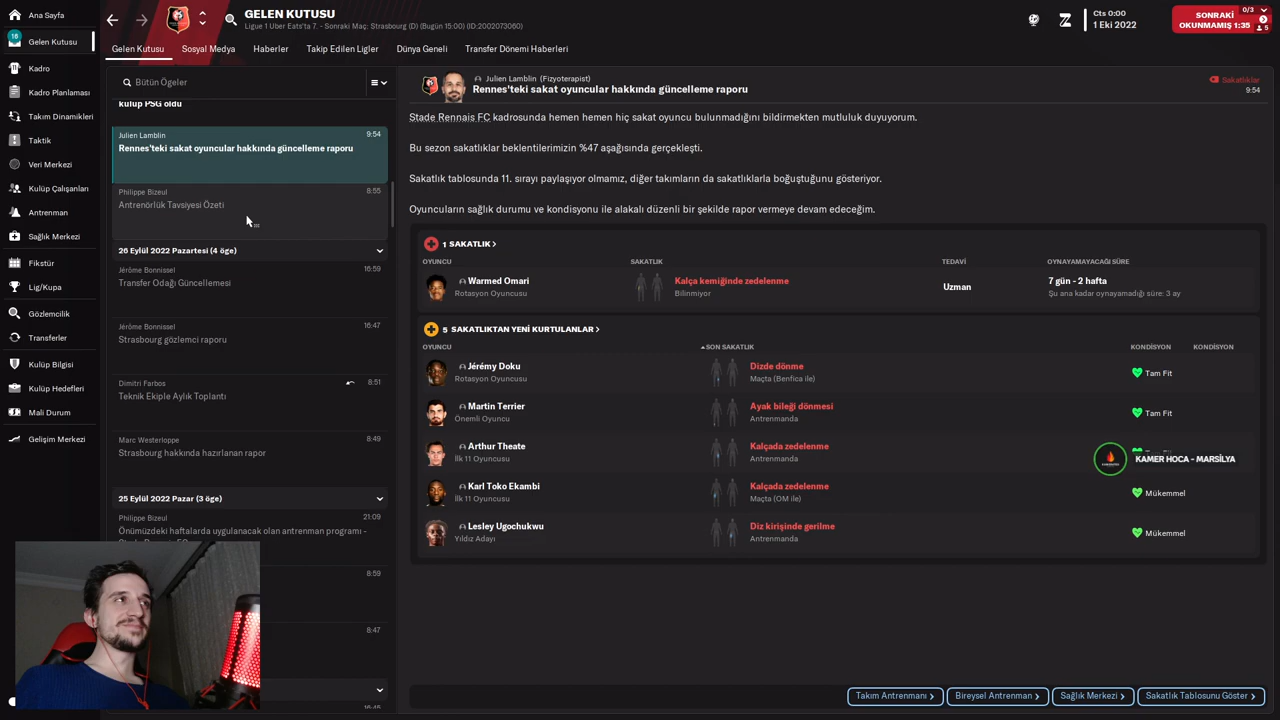 Ana Sayfa
16
Gelen Kutusu
Kadro
Kadro Planlaması
Takım Dinamikleri
Taktik
Veri Merkezi
Kulüp Çalışanları
Antrenman
Sağlık Merkezi
Fikstür
Lig/Kupa
Gözlemcilik
Transferler
Kulüp Bilgisi
Kulüp Hedefleri
Mali Durum
Gelişim Merkezi
GELEN KUTUSU
Ligue 1 Uber Eats'ta 7. - Sonraki Maç: Strasbourg (D) (Bugün 15:00) (ID:2002073060)
Cts 0:00
1 Eki 2022
SONRAKİ
OKUNMAMIŞ 1:35
0/3
5
Gelen Kutusu
Sosyal Medya
Haberler
Takip Edilen Ligler
Dünya Geneli
Transfer Dönemi Haberleri
Bütün Ögeler
kulüp PSG oldu
Julien Lamblin 9:54
Rennes'teki sakat oyuncular hakkında güncelleme raporu
Philippe Bizeul 8:55
Antrenörlük Tavsiyesi Özeti
26 Eylül 2022 Pazartesi (4 öge)
Jérôme Bonnissel 16:59
Transfer Odağı Güncellemesi
Jérôme Bonnissel 16:47
Strasbourg gözlemci raporu
Dimitri Farbos 8:51
Teknik Ekiple Aylık Toplantı
Marc Westerloppe 8:49
Strasbourg hakkında hazırlanan rapor
25 Eylül 2022 Pazar (3 öge)
Philippe Bizeul 21:09
Önümüzdeki haftalarda uygulanacak olan antrenman programı -
8:59
8:47
Julien Lamblin (Fizyoterapist)
Rennes'teki sakat oyuncular hakkında güncelleme raporu
Sakatlıklar
9:54
Stade Rennais FC kadrosunda hemen hemen hiç sakat oyuncu bulunmadığını bildirmekten mutluluk duyuyorum.
Bu sezon sakatlıklar beklentilerimizin %47 aşağısında gerçekleşti.
Sakatlık tablosunda 11. sırayı paylaşıyor olmamız, diğer takımların da sakatlıklarla boğuştuğunu gösteriyor.
Oyuncuların sağlık durumu ve kondisyonu ile alakalı düzenli bir şekilde rapor vermeye devam edeceğim.
1 SAKATLIK
OYUNCU SAKATLIK TEDAVİ OYNAYAMAYACAĞI SÜRE
Warmed Omari Kalça kemiğinde zedelenme Uzman 7 gün - 2 hafta
Rotasyon Oyuncusu Bilinmiyor Şu ana kadar oynayamadığı süre: 3 ay
5 SAKATLIKTAN YENİ KURTULANLAR
OYUNCU SON SAKATLIK KONDİSYON KONDİSYON
Jérémy Doku Dizde dönme Tam Fit
Rotasyon Oyuncusu Maçta (Benfica ile)
Martin Terrier Ayak bileği dönmesi Tam Fit
Önemli Oyuncu Antrenmanda
Arthur Theate Kalçada zedelenme
İlk 11 Oyuncusu Antrenmanda
KAMER HOCA - MARSİLYA
Karl Toko Ekambi Kalçada zedelenme Mükemmel
İlk 11 Oyuncusu Maçta (OM ile)
Lesley Ugochukwu Diz kirişinde gerilme Mükemmel
Yıldız Adayı Antrenmanda
Takım Antrenmanı
Bireysel Antrenman
Sağlık Merkezi
Sakatlık Tablosunu Göster